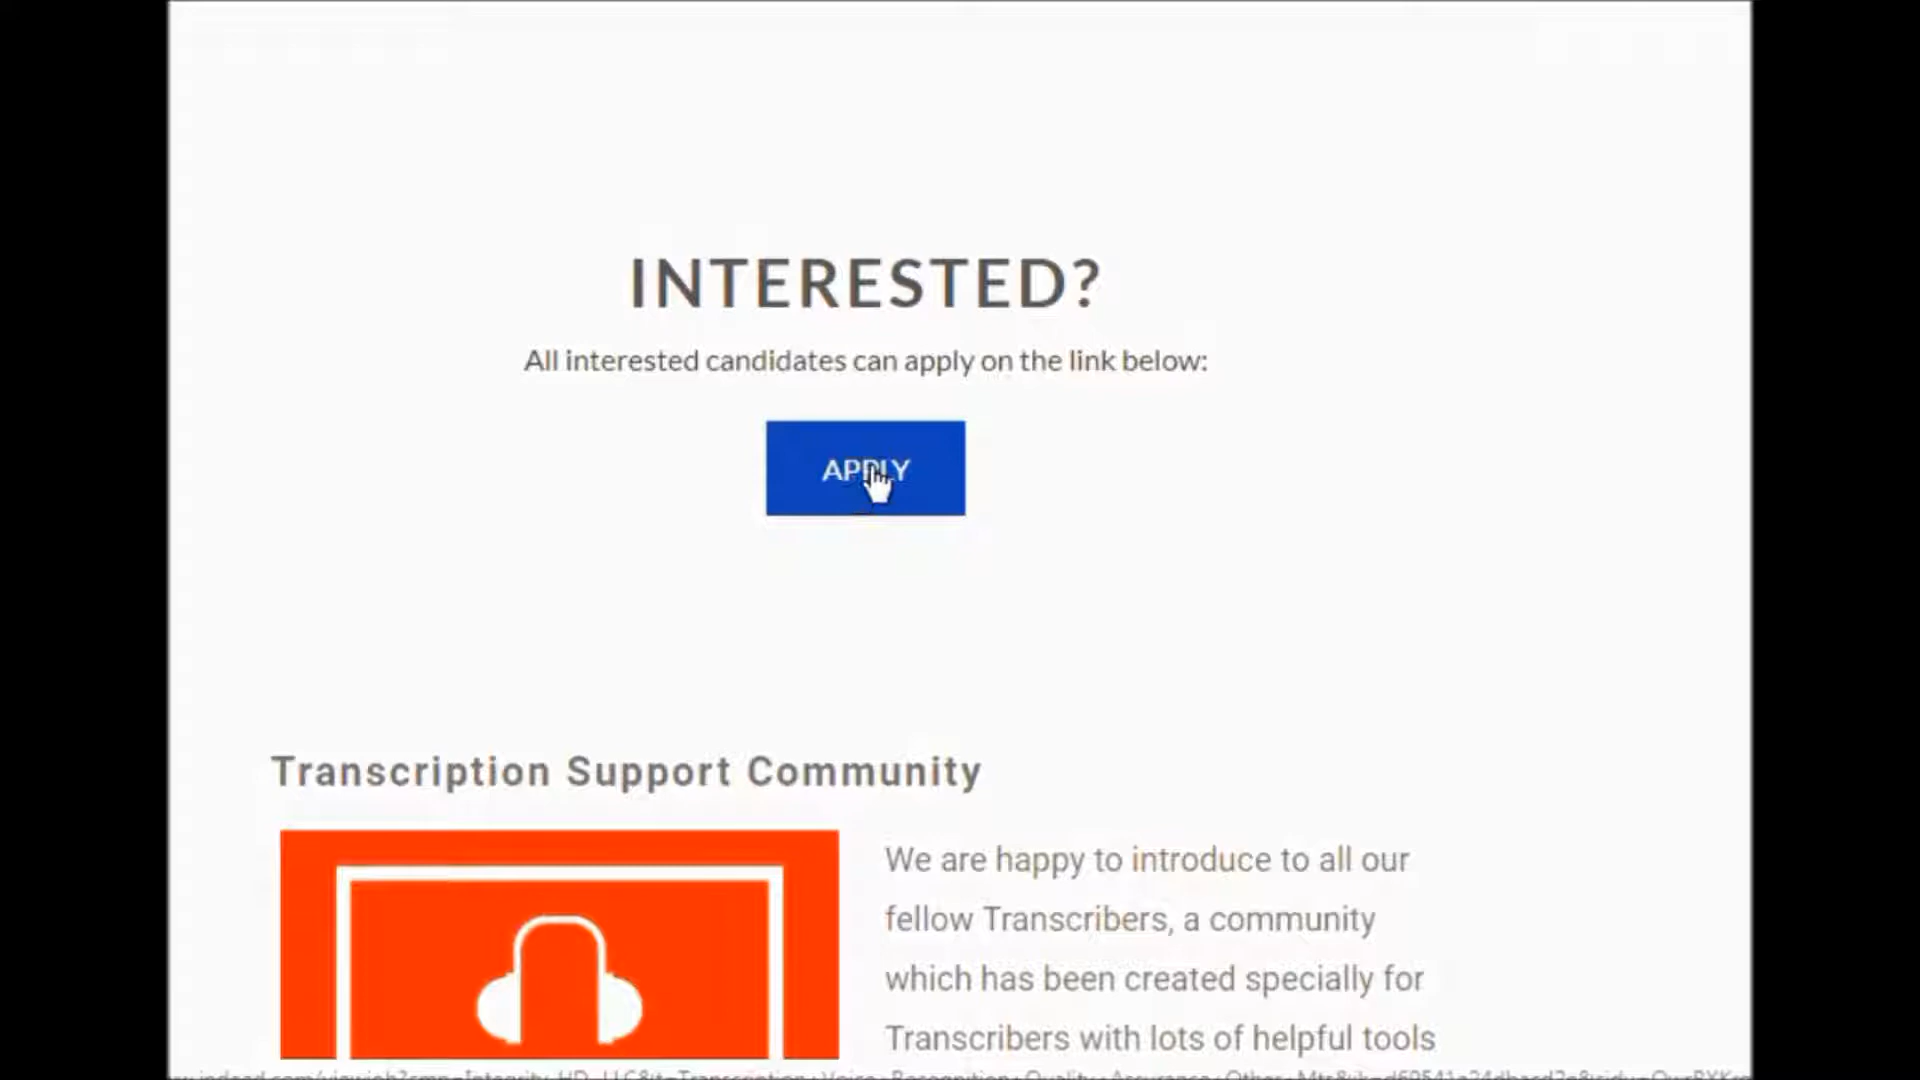 INTERESTED?
All interested candidates can apply on the link below:
APPLY
Transcription Support Community
We are happy to introduce to all our
fellow Transcribers, a community
which has been created specially for
Transcribers with lots of helpful tools